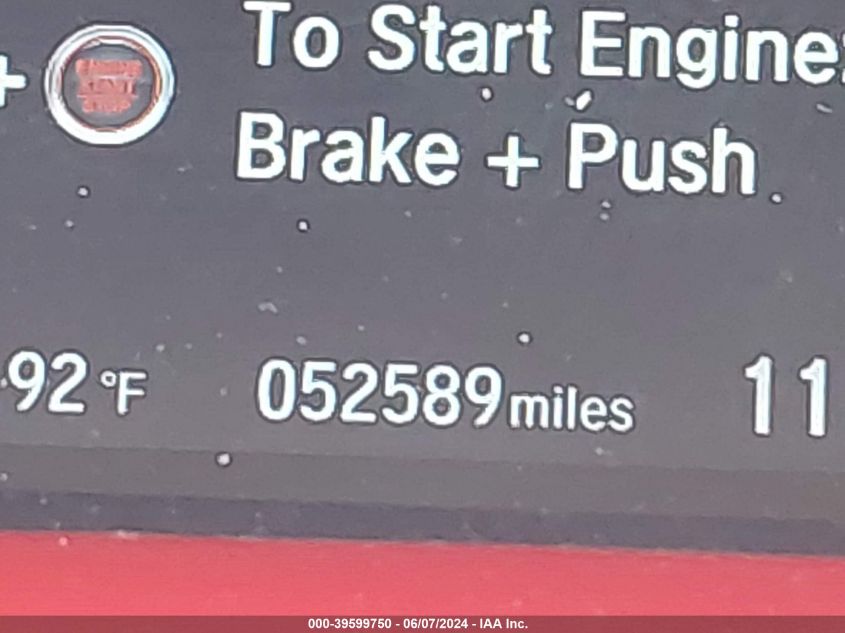 To Start Engine:
+
Brake + Push
92 °F 052589 miles 11
000-39599750 - 06/07/2024 - IAA Inc.